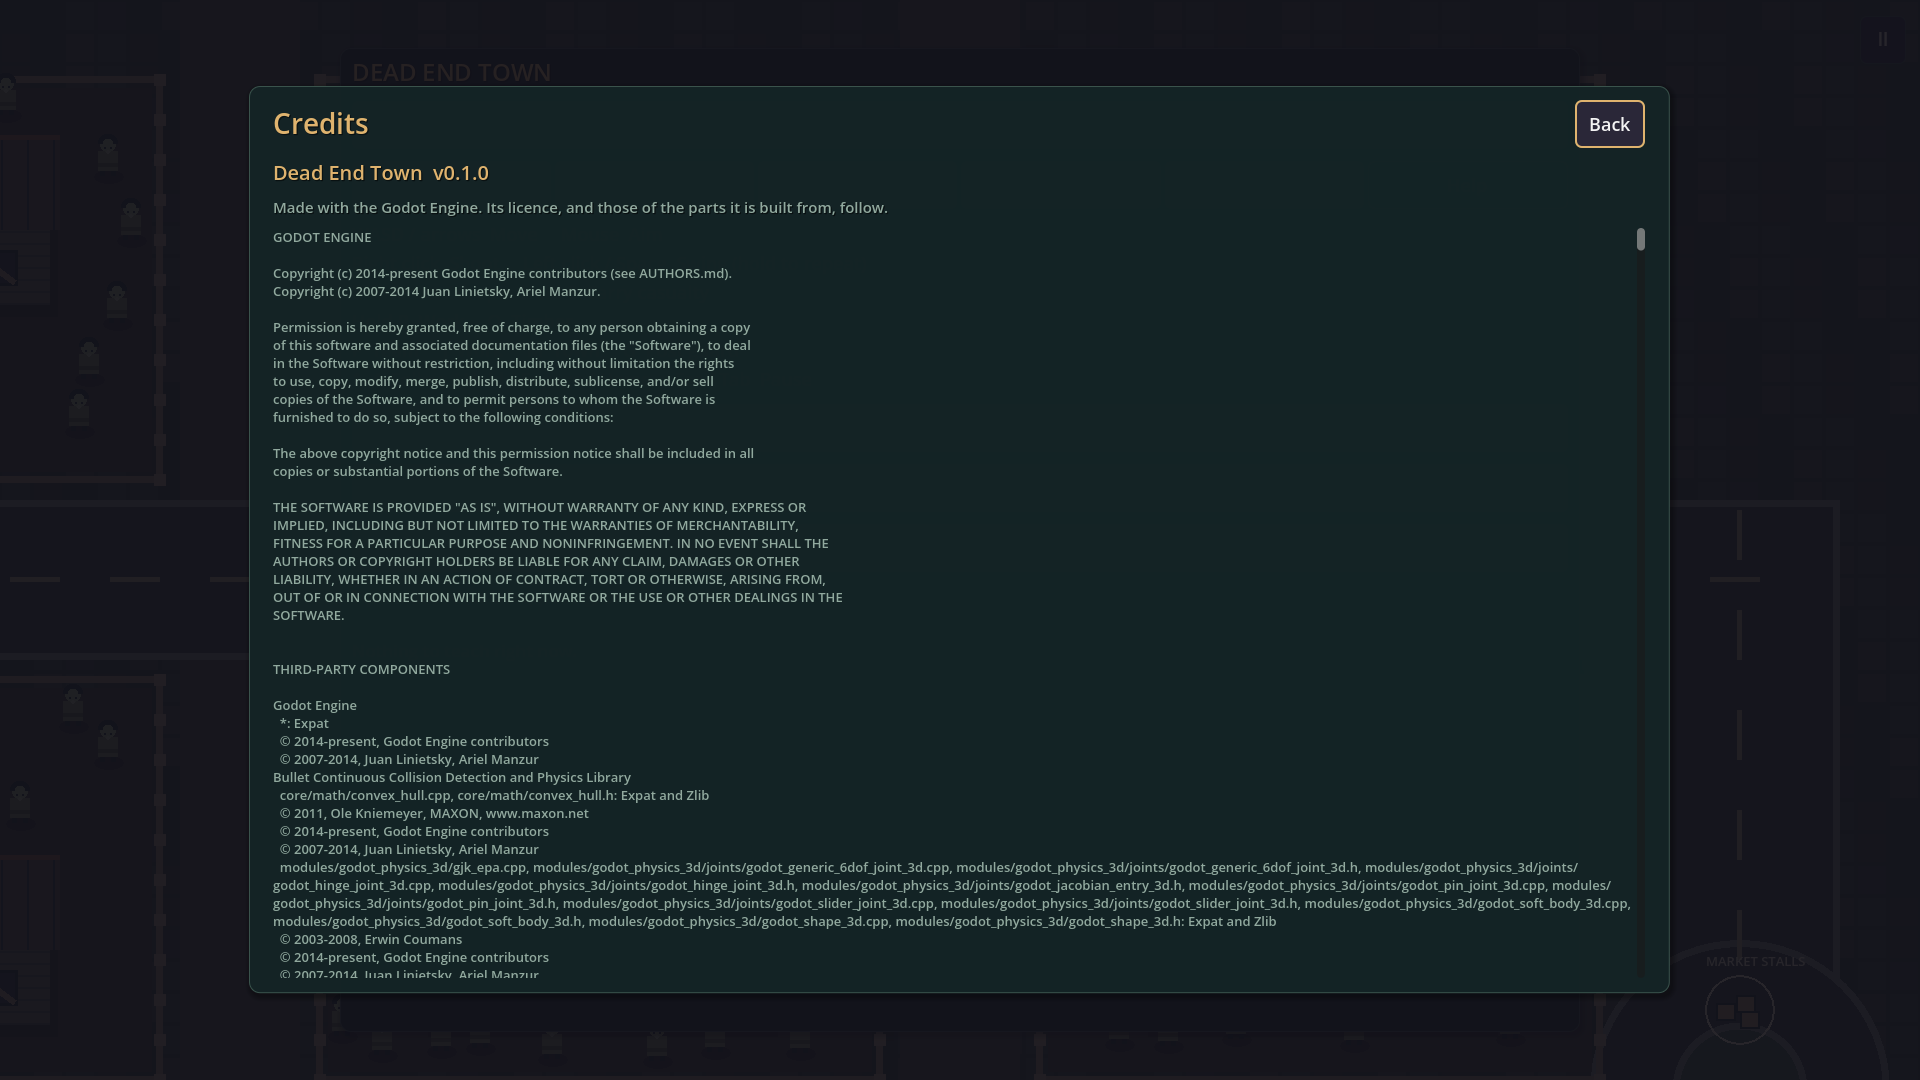 DEAD END TOWN
Credits
Back
Dead End Town v0.1.0
Made with the Godot Engine. Its licence, and those of the parts it is built from, follow.
GODOT ENGINE
Copyright (c) 2014-present Godot Engine contributors (see AUTHORS.md).
Copyright (c) 2007-2014 Juan Linietsky, Ariel Manzur.
Permission is hereby granted, free of charge, to any person obtaining a copy
of this software and associated documentation files (the "Software"), to deal
in the Software without restriction, including without limitation the rights
to use, copy, modify, merge, publish, distribute, sublicense, and/or sell
copies of the Software, and to permit persons to whom the Software is
furnished to do so, subject to the following conditions:
The above copyright notice and this permission notice shall be included in all
copies or substantial portions of the Software.
THE SOFTWARE IS PROVIDED "AS IS", WITHOUT WARRANTY OF ANY KIND, EXPRESS OR
IMPLIED, INCLUDING BUT NOT LIMITED TO THE WARRANTIES OF MERCHANTABILITY,
FITNESS FOR A PARTICULAR PURPOSE AND NONINFRINGEMENT. IN NO EVENT SHALL THE
AUTHORS OR COPYRIGHT HOLDERS BE LIABLE FOR ANY CLAIM, DAMAGES OR OTHER
LIABILITY, WHETHER IN AN ACTION OF CONTRACT, TORT OR OTHERWISE, ARISING FROM,
OUT OF OR IN CONNECTION WITH THE SOFTWARE OR THE USE OR OTHER DEALINGS IN THE
SOFTWARE.
THIRD-PARTY COMPONENTS
Godot Engine
*: Expat
© 2014-present, Godot Engine contributors
© 2007-2014, Juan Linietsky, Ariel Manzur
Bullet Continuous Collision Detection and Physics Library
core/math/convex_hull.cpp, core/math/convex_hull.h: Expat and Zlib
© 2011, Ole Kniemeyer, MAXON, www.maxon.net
© 2014-present, Godot Engine contributors
© 2007-2014, Juan Linietsky, Ariel Manzur
modules/godot_physics_3d/gjk_epa.cpp, modules/godot_physics_3d/joints/godot_generic_6dof_joint_3d.cpp, modules/godot_physics_3d/joints/godot_generic_6dof_joint_3d.h, modules/godot_physics_3d/joints/
godot_hinge_joint_3d.cpp, modules/godot_physics_3d/joints/godot_hinge_joint_3d.h, modules/godot_physics_3d/joints/godot_jacobian_entry_3d.h, modules/godot_physics_3d/joints/godot_pin_joint_3d.cpp, modules/
godot_physics_3d/joints/godot_pin_joint_3d.h, modules/godot_physics_3d/joints/godot_slider_joint_3d.cpp, modules/godot_physics_3d/joints/godot_slider_joint_3d.h, modules/godot_physics_3d/godot_soft_body_3d.cpp,
modules/godot_physics_3d/godot_soft_body_3d.h, modules/godot_physics_3d/godot_shape_3d.cpp, modules/godot_physics_3d/godot_shape_3d.h: Expat and Zlib
© 2003-2008, Erwin Coumans
© 2014-present, Godot Engine contributors
© 2007-2014, Juan Linietsky, Ariel Manzur
MARKET STALLS